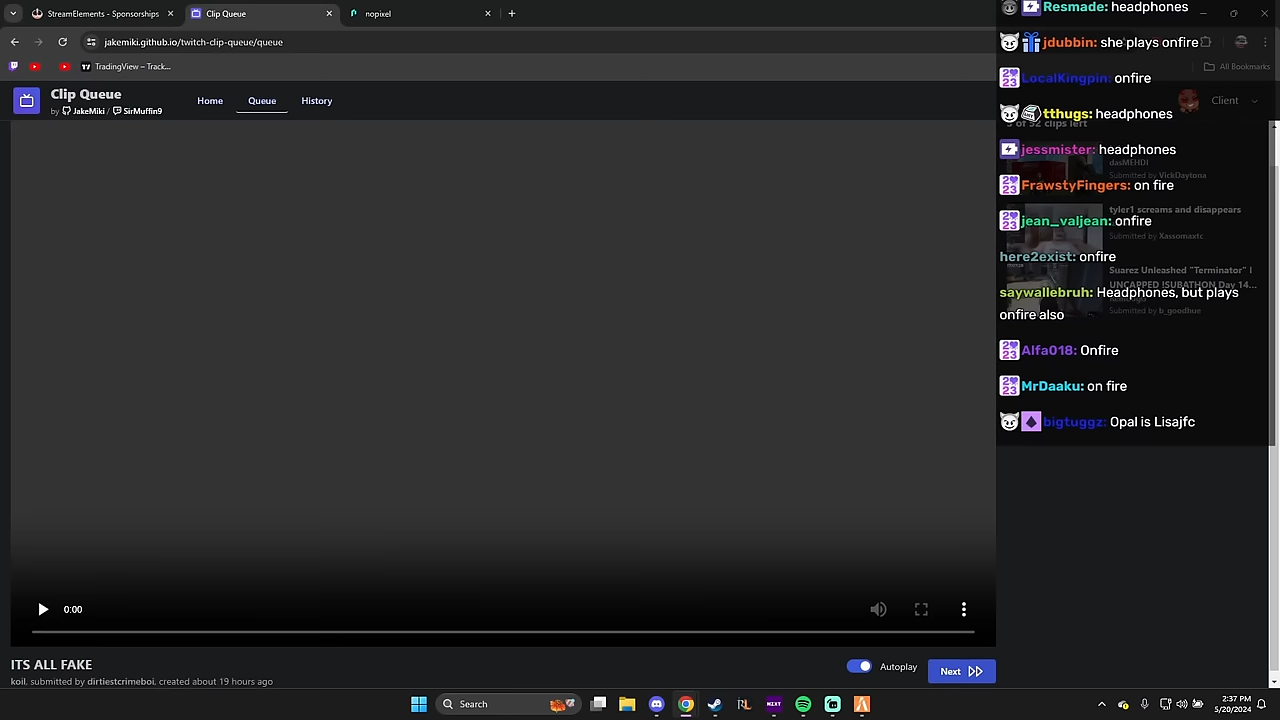 StreamElements - Sponsorships
Clip Queue
nopixel
jakemiki.github.io/twitch-clip-queue/queue
TradingView – Track...
All Bookmarks
Clip Queue
by JakeMiki / SirMuffin9
Home
Queue
History
Client
Resmade: headphones
jdubbin: she plays onfire
LocalKingpin: onfire
tthugs: headphones
of 52 clips left
jessmister: headphones
dasMEHDI
Submitted by VickDaytona
FrawstyFingers: on fire
tyler1 screams and disappears
jean_valjean: onfire
Submitted by Xassomaxtc
here2exist: onfire
Suarez Unleashed "Terminator" I
UNCAPPED !SUBATHON Day 14...
saywallebruh: Headphones, but plays
onfire also
Submitted by b_goodhue
Alfa018: Onfire
MrDaaku: on fire
bigtuggz: Opal is Lisajfc
0:00
ITS ALL FAKE
koil, submitted by dirtiestcrimeboi, created about 19 hours ago
Autoplay
Next
Search
2:37 PM
5/20/2024